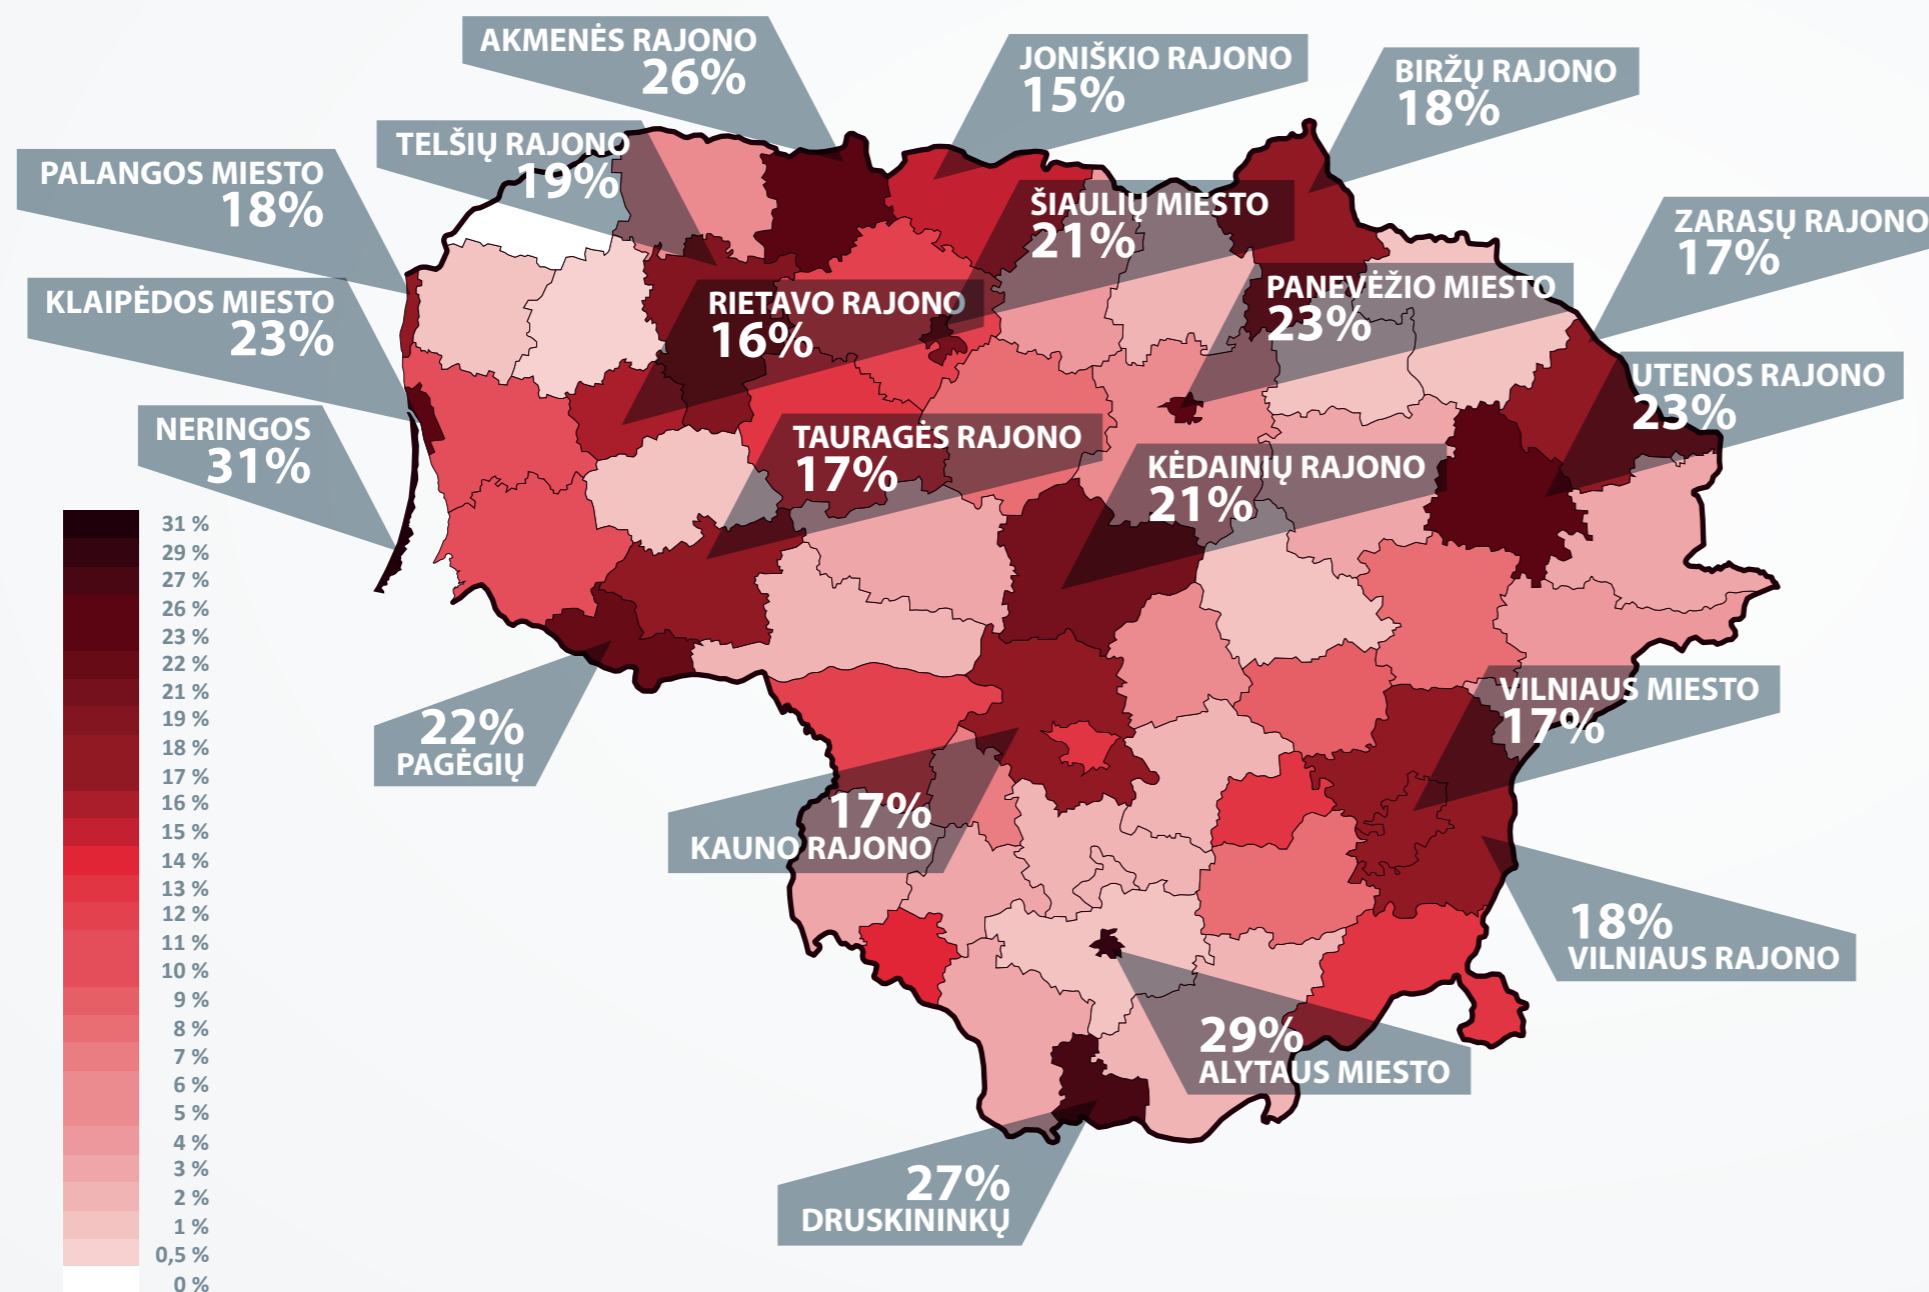 AKMENĖS RAJONO
26%
JONIŠKIO RAJONO
15%
BIRŽŲ RAJONO
18%
TELŠIŲ RAJONO
19%
PALANGOS MIESTO
18%
ŠIAULIŲ MIESTO
21%
ZARASŲ RAJONO
17%
KLAIPĖDOS MIESTO
23%
RIETAVO RAJONO
16%
PANEVĖŽIO MIESTO
23%
UTENOS RAJONO
23%
NERINGOS
31%
TAURAGĖS RAJONO
17%
KĖDAINIŲ RAJONO
21%
22%
PAGĖGIŲ
VILNIAUS MIESTO
17%
17%
KAUNO RAJONO
18%
VILNIAUS RAJONO
29%
ALYTAUS MIESTO
27%
DRUSKININKŲ
31 %
29 %
27 %
26 %
23 %
22 %
21 %
19 %
18 %
17 %
16 %
15 %
14 %
13 %
12 %
11 %
10 %
9 %
8 %
7 %
6 %
5 %
4 %
3 %
2 %
1 %
0,5 %
0 %